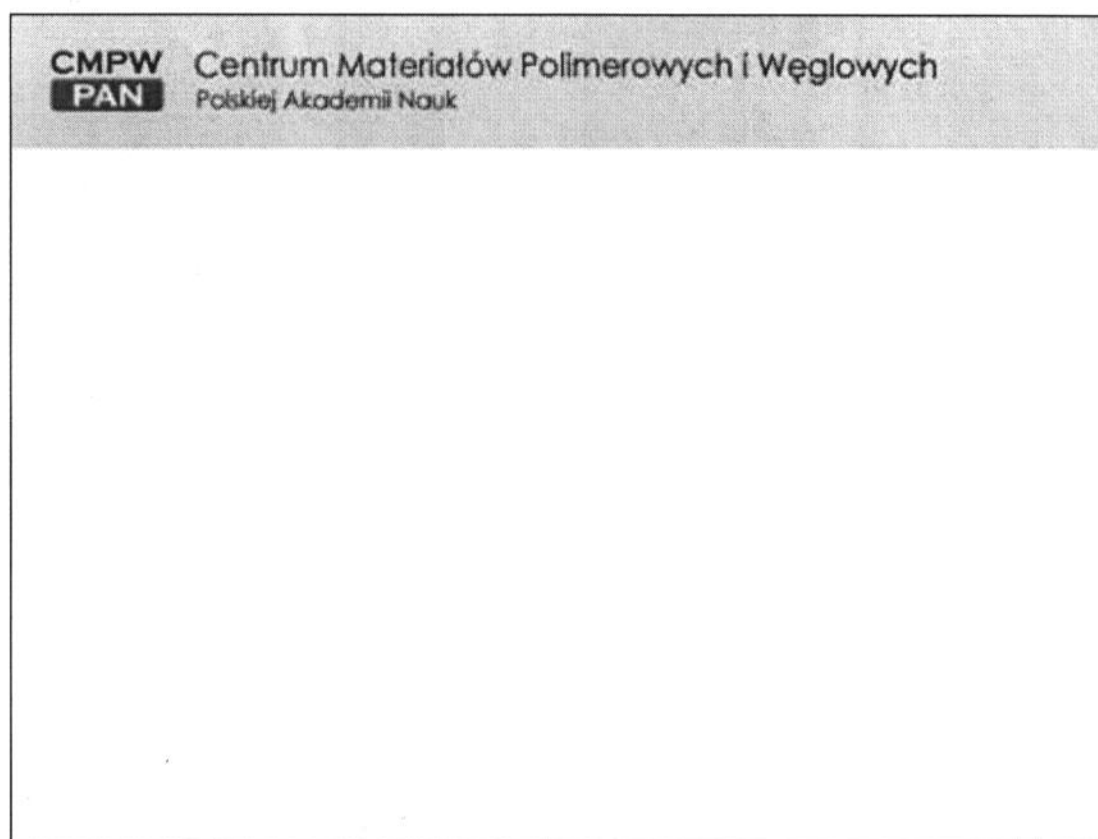 CMPW
PAN
Centrum Materiałów Polimerowych i Węglowych
Polskiej Akademii Nauk